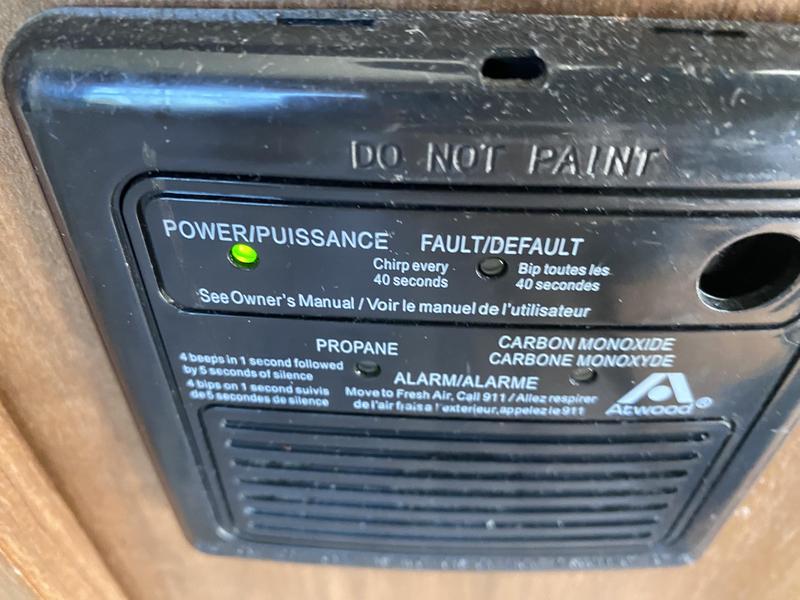 DO NOT PAINT
POWER/PUISSANCE
FAULT/DEFAULT
Chirp every
40 seconds
Bip toutes les
40 secondes
See Owner's Manual / Voir le manuel de l'utilisateur
PROPANE
4 beeps in 1 second followed
by 5 seconds of silence
4 bips on 1 second suivis
de 5 secondes de silence
CARBON MONOXIDE
CARBONE MONOXYDE
ALARM/ALARME
Move to Fresh Air, Call 911 / Allez respirer
de l'air frais a l'exterieur, appelez le 911
Atwood®